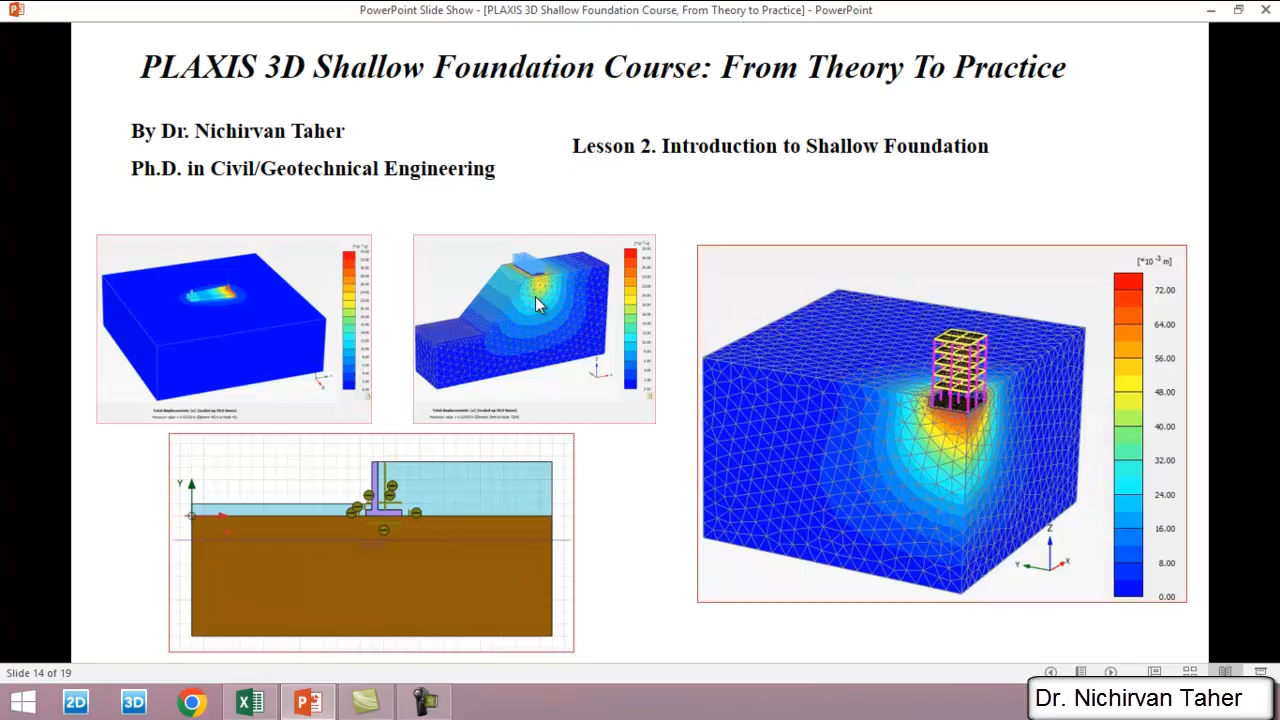 PowerPoint Slide Show - [PLAXIS 3D Shallow Foundation Course, From Theory to Practice] - PowerPoint
PLAXIS 3D Shallow Foundation Course: From Theory To Practice
By Dr. Nichirvan Taher
Ph.D. in Civil/Geotechnical Engineering
Lesson 2. Introduction to Shallow Foundation
[*10 -3 m]
72.00
64.00
56.00
48.00
40.00
32.00
24.00
16.00
8.00
0.00
Z
Y
X
Y
Slide 14 of 19
2D
3D
Dr. Nichirvan Taher